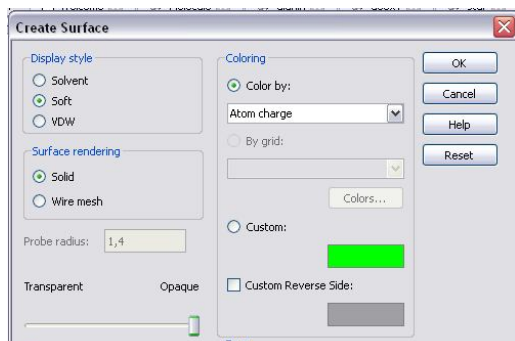 Create Surface
Display style
Solvent
Soft
VDW
Surface rendering
Solid
Wire mesh
Probe radius: 1,4
Transparent Opaque
Coloring
Color by:
Atom charge
By grid:
Colors...
Custom:
Custom Reverse Side:
OK
Cancel
Help
Reset